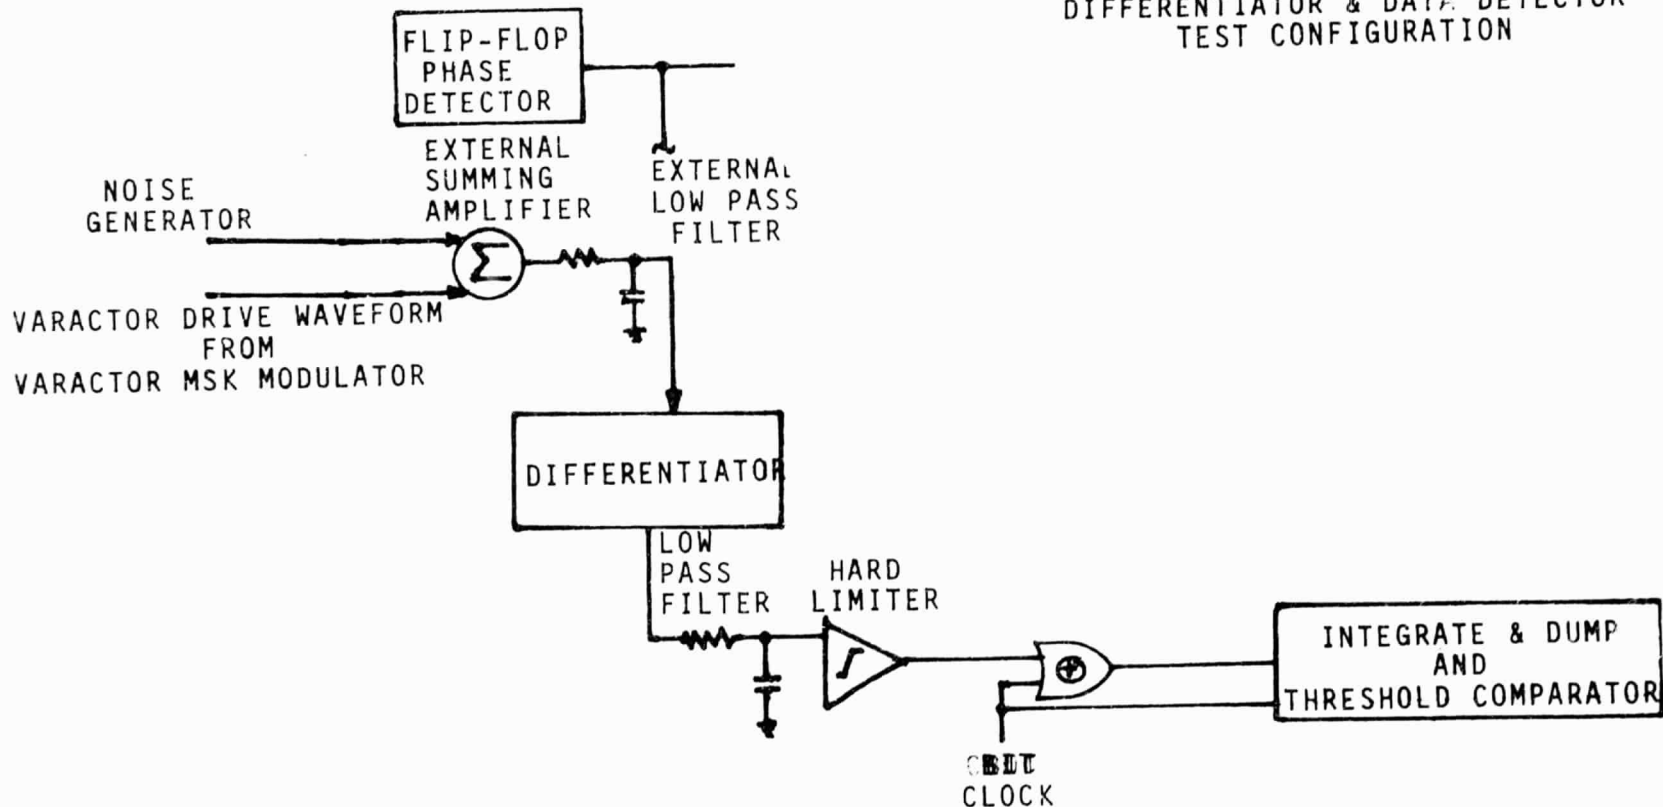 DIFFERENTIATOR & DATA DETECTOR
TEST CONFIGURATION
FLIP-FLOP
PHASE
DETECTOR
EXTERNAL
SUMMING
AMPLIFIER
EXTERNAL
LOW PASS
FILTER
NOISE
GENERATOR
Σ
VARACTOR DRIVE WAVEFORM
FROM
VARACTOR MSK MODULATOR
DIFFERENTIATOR
LOW
PASS
FILTER
HARD
LIMITER
INTEGRATE & DUMP
AND
THRESHOLD COMPARATOR
CLOCK